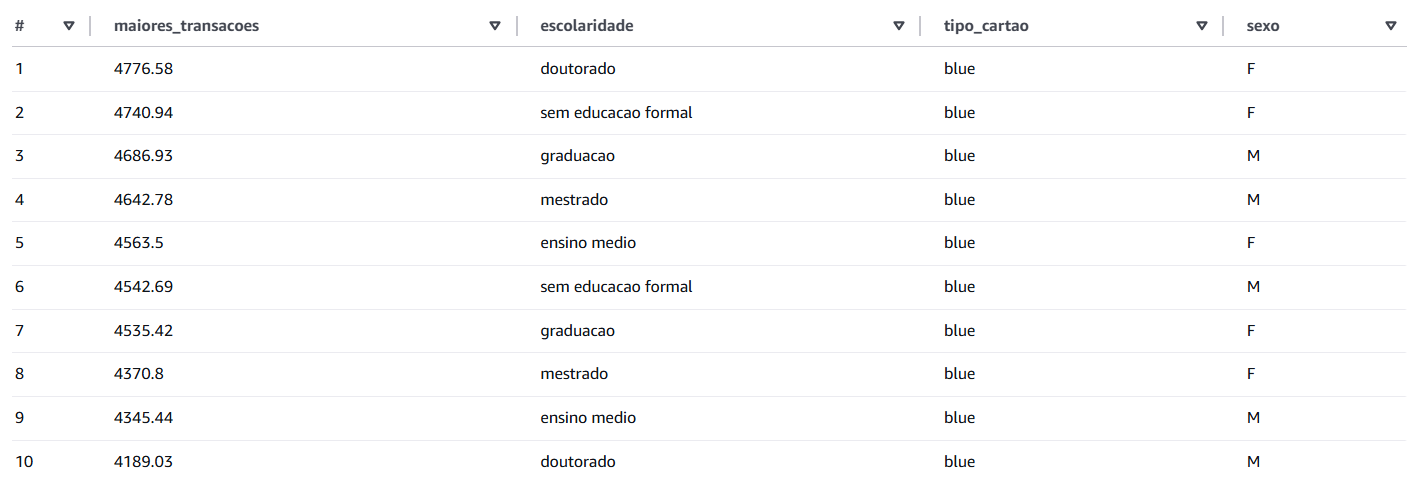 # maiores_transacoes escolaridade tipo_cartao sexo
1 4776.58 doutorado blue F
2 4740.94 sem educacao formal blue F
3 4686.93 graduacao blue M
4 4642.78 mestrado blue M
5 4563.5 ensino medio blue F
6 4542.69 sem educacao formal blue M
7 4535.42 graduacao blue F
8 4370.8 mestrado blue F
9 4345.44 ensino medio blue M
10 4189.03 doutorado blue M